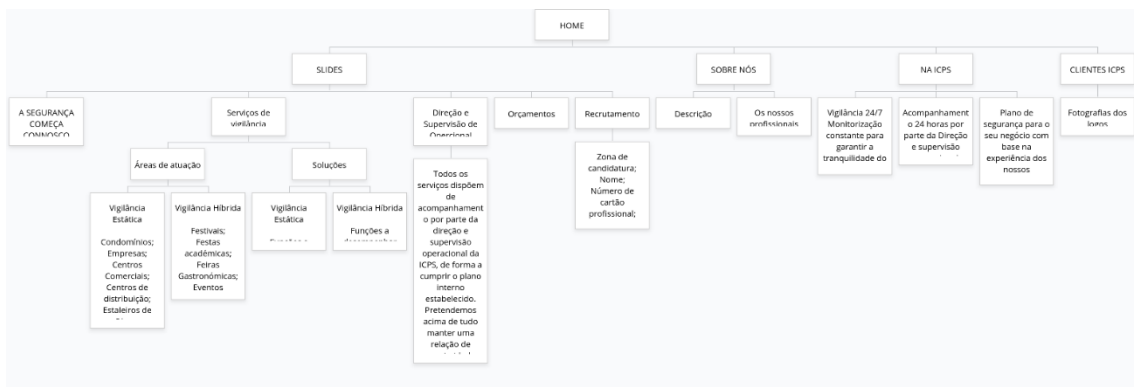 HOME
SLIDES
SOBRE NÓS
NA ICPS
CLIENTES ICPS
A SEGURANÇA
COMEÇA
CONNOSCO
Serviços de
vigilância
Direção e
Supervisão de
Orçamentos
Recrutamento
Descrição
Os nosso
profissionais
Vigilância 24/7
Monitorização
constante para
garantir a
tranquilidade do
Acompanhament
o 24 horas por
parte da Direção
e supervisão
Plano de
segurança para o
seu negócio com
base na
experiência dos
nossos
Fotografias dos
logos
Áreas de atuação
Soluções
Vigilância
Estática
Condomínios;
Empresas;
Centros
Comerciais;
Centros de
distribuição;
Estaleiros de
Vigilância Híbrida
Festivais;
Festas
académicas;
Feiras
Gastronómicas;
Eventos
Vigilância
Estática
Vigilância Híbrida
Funções a
Todos os
serviços dispõem
de
acompanhament
o por parte da
direção e
supervisão
operacional da
ICPS, de forma a
cumprir o plano
interno
estabelecido.
Pretendemos
acima de tudo
manter uma
relação de
Zona de
candidatura;
Nome;
Número de
cartão
profissional;